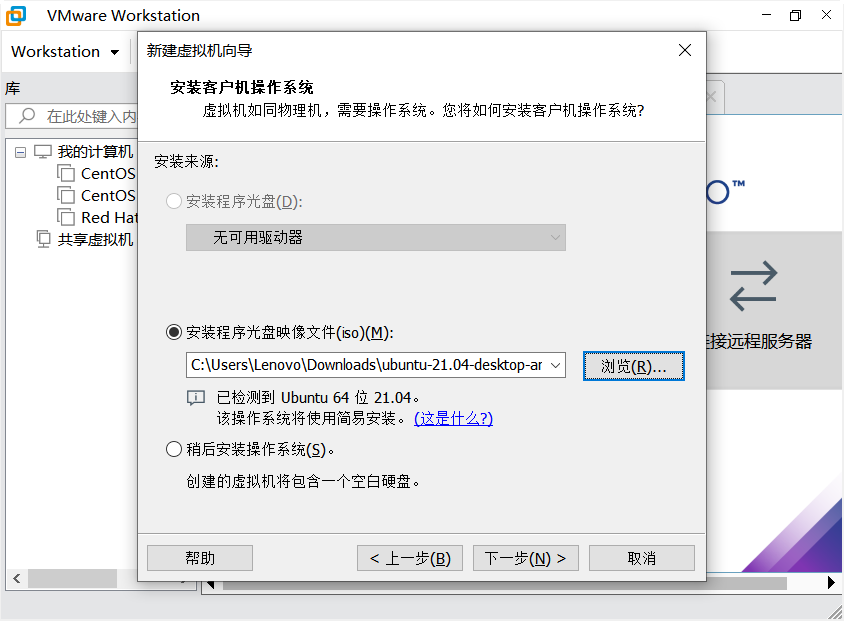 VMware Workstation
Workstation
新建虚拟机向导
安装客户机操作系统
虚拟机如同物理机，需要操作系统。您将如何安装客户机操作系统?
库
在此处键入内
我的计算机
CentOS
CentOS
Red Hat
共享虚拟机
安装来源:
安装程序光盘(D):
无可用驱动器
安装程序光盘映像文件(iso)(M):
C:\Users\Lenovo\Downloads\ubuntu-21.04-desktop-ar
浏览(R)...
已检测到 Ubuntu 64 位 21.04。
该操作系统将使用简易安装。 (这是什么?)
稍后安装操作系统(S)。
创建的虚拟机将包含一个空白硬盘。
帮助
< 上一步(B)
下一步(N) >
取消
O™
连接远程服务器